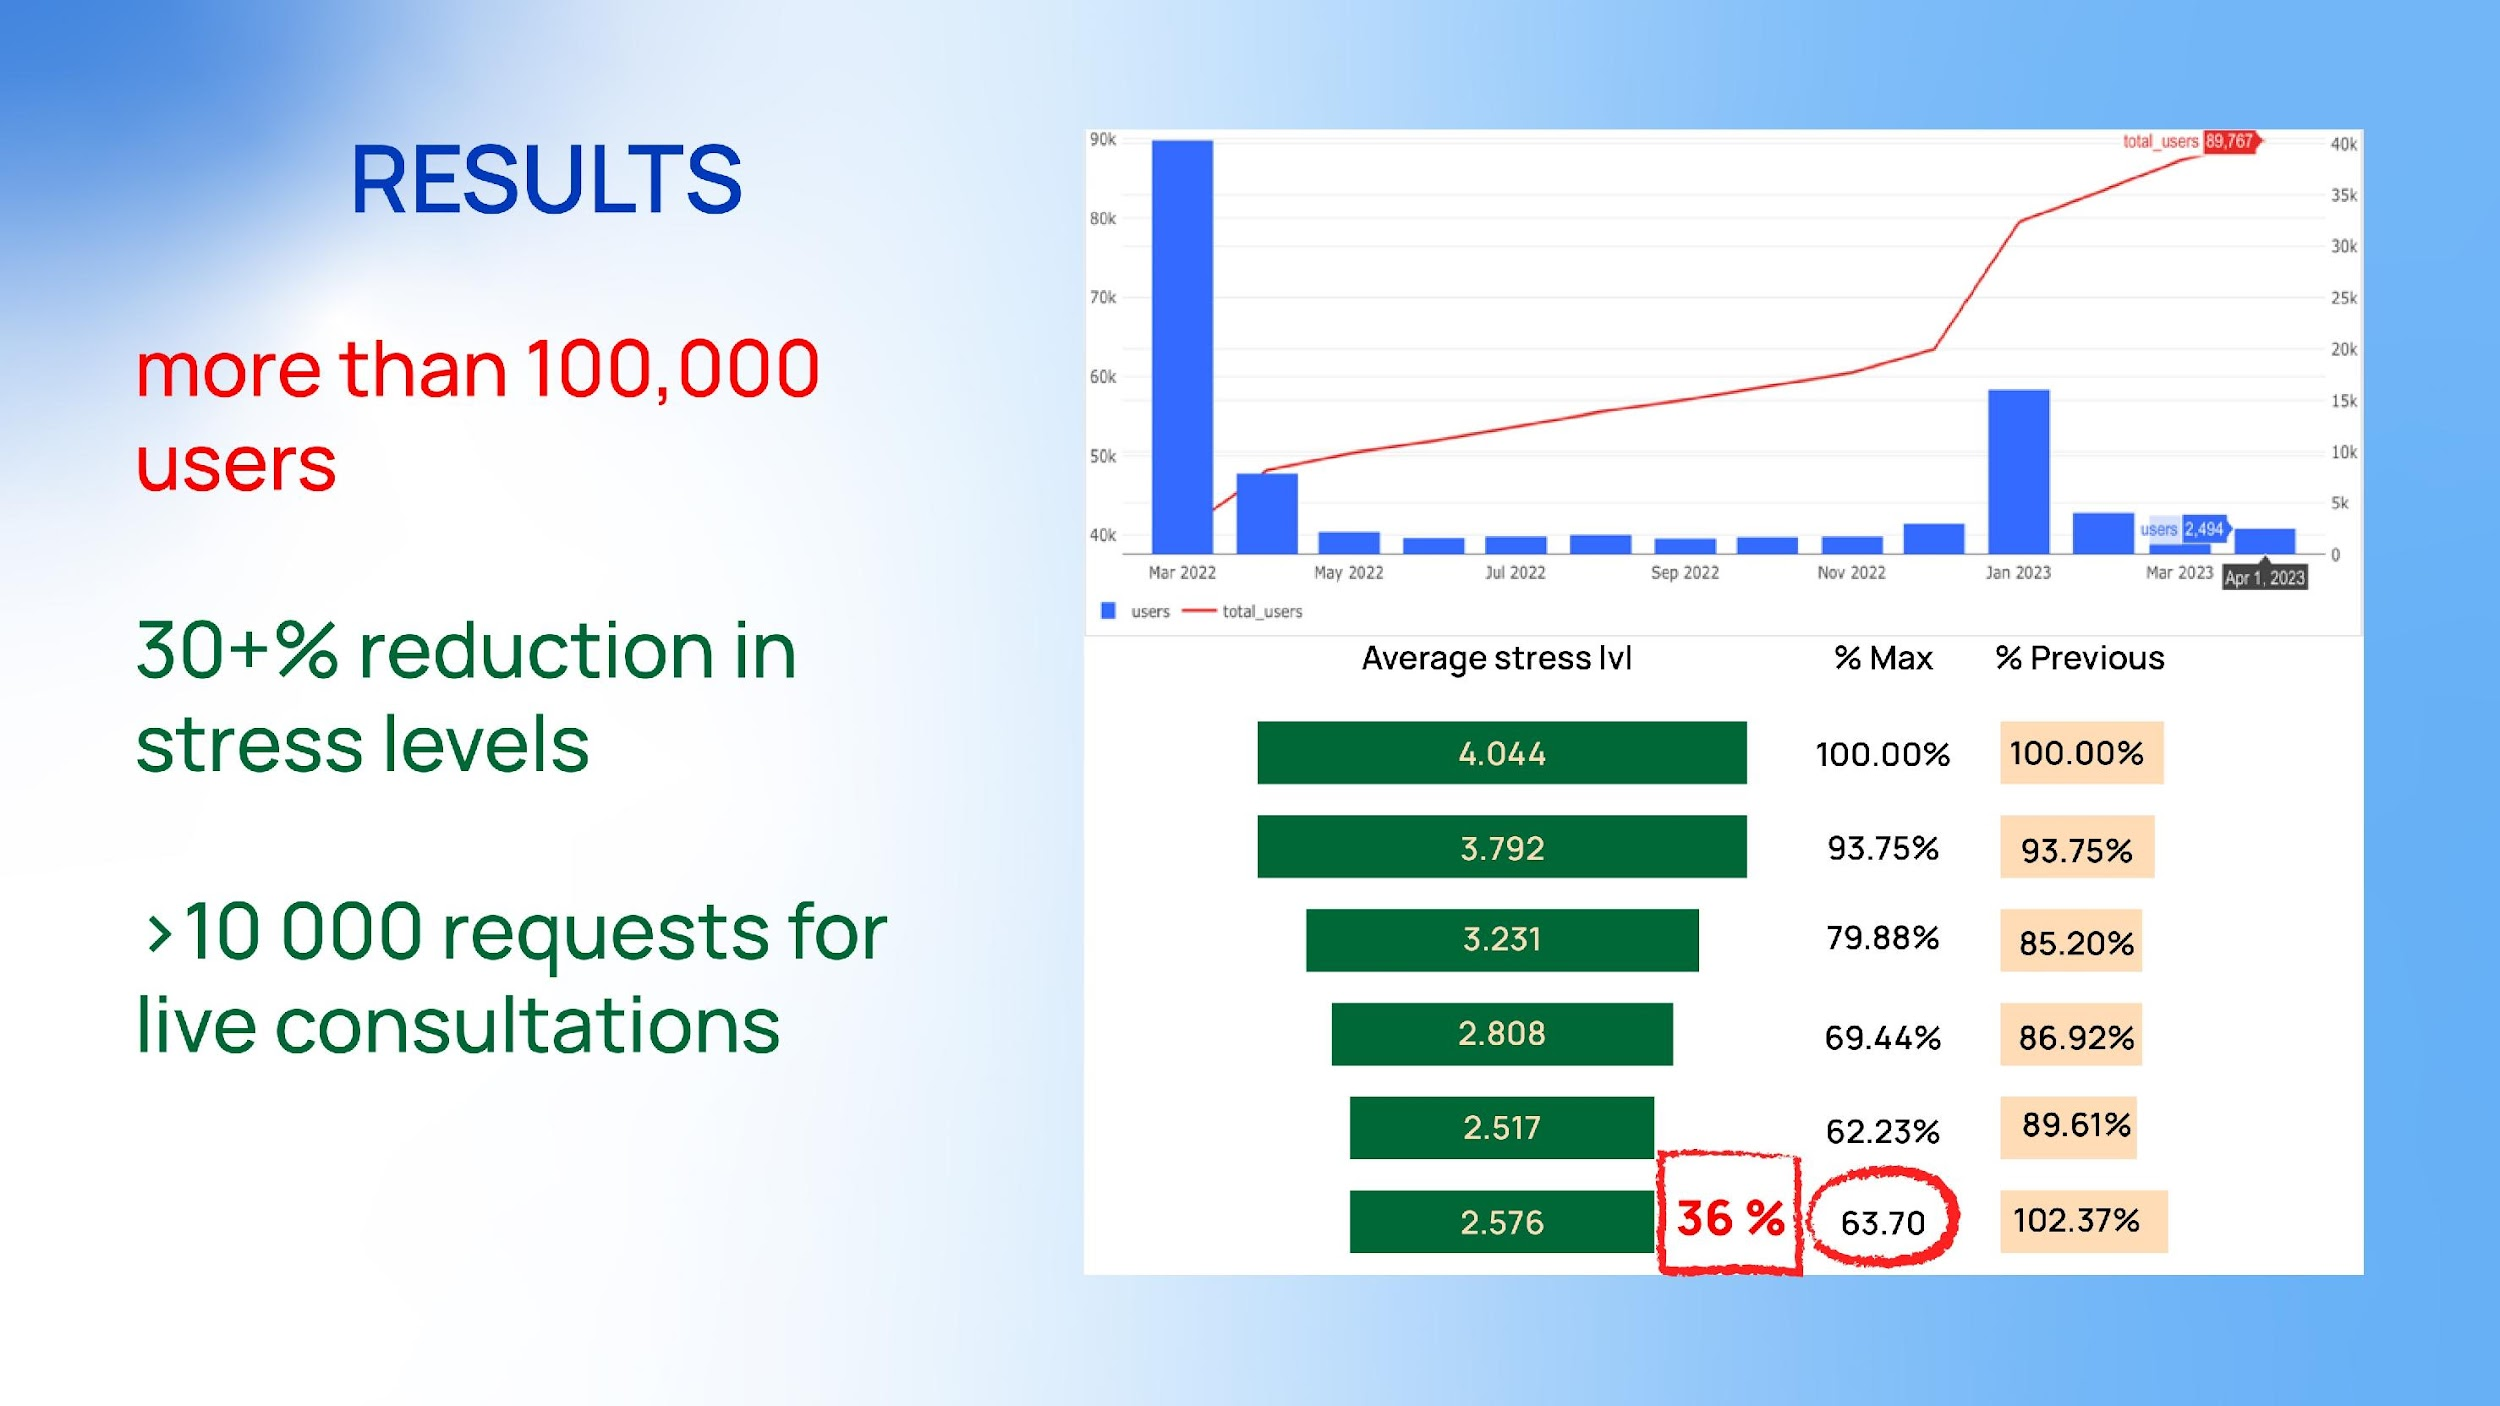 RESULTS
more than 100,000
users
30+% reduction in
stress levels
>10 000 requests for
live consultations
90k
80k
70k
60k
50k
40k
total_users 89,767
40k
35k
30k
25k
20k
15k
10k
5k
0
users 2,494
Mar 2022 May 2022 Jul 2022 Sep 2022 Nov 2022 Jan 2023 Mar 2023 Apr 1, 2023
users total_users
Average stress lvl % Max % Previous
4.044 100.00% 100.00%
3.792 93.75% 93.75%
3.231 79.88% 85.20%
2.808 69.44% 86.92%
2.517 62.23% 89.61%
2.576 36 % 63.70 102.37%